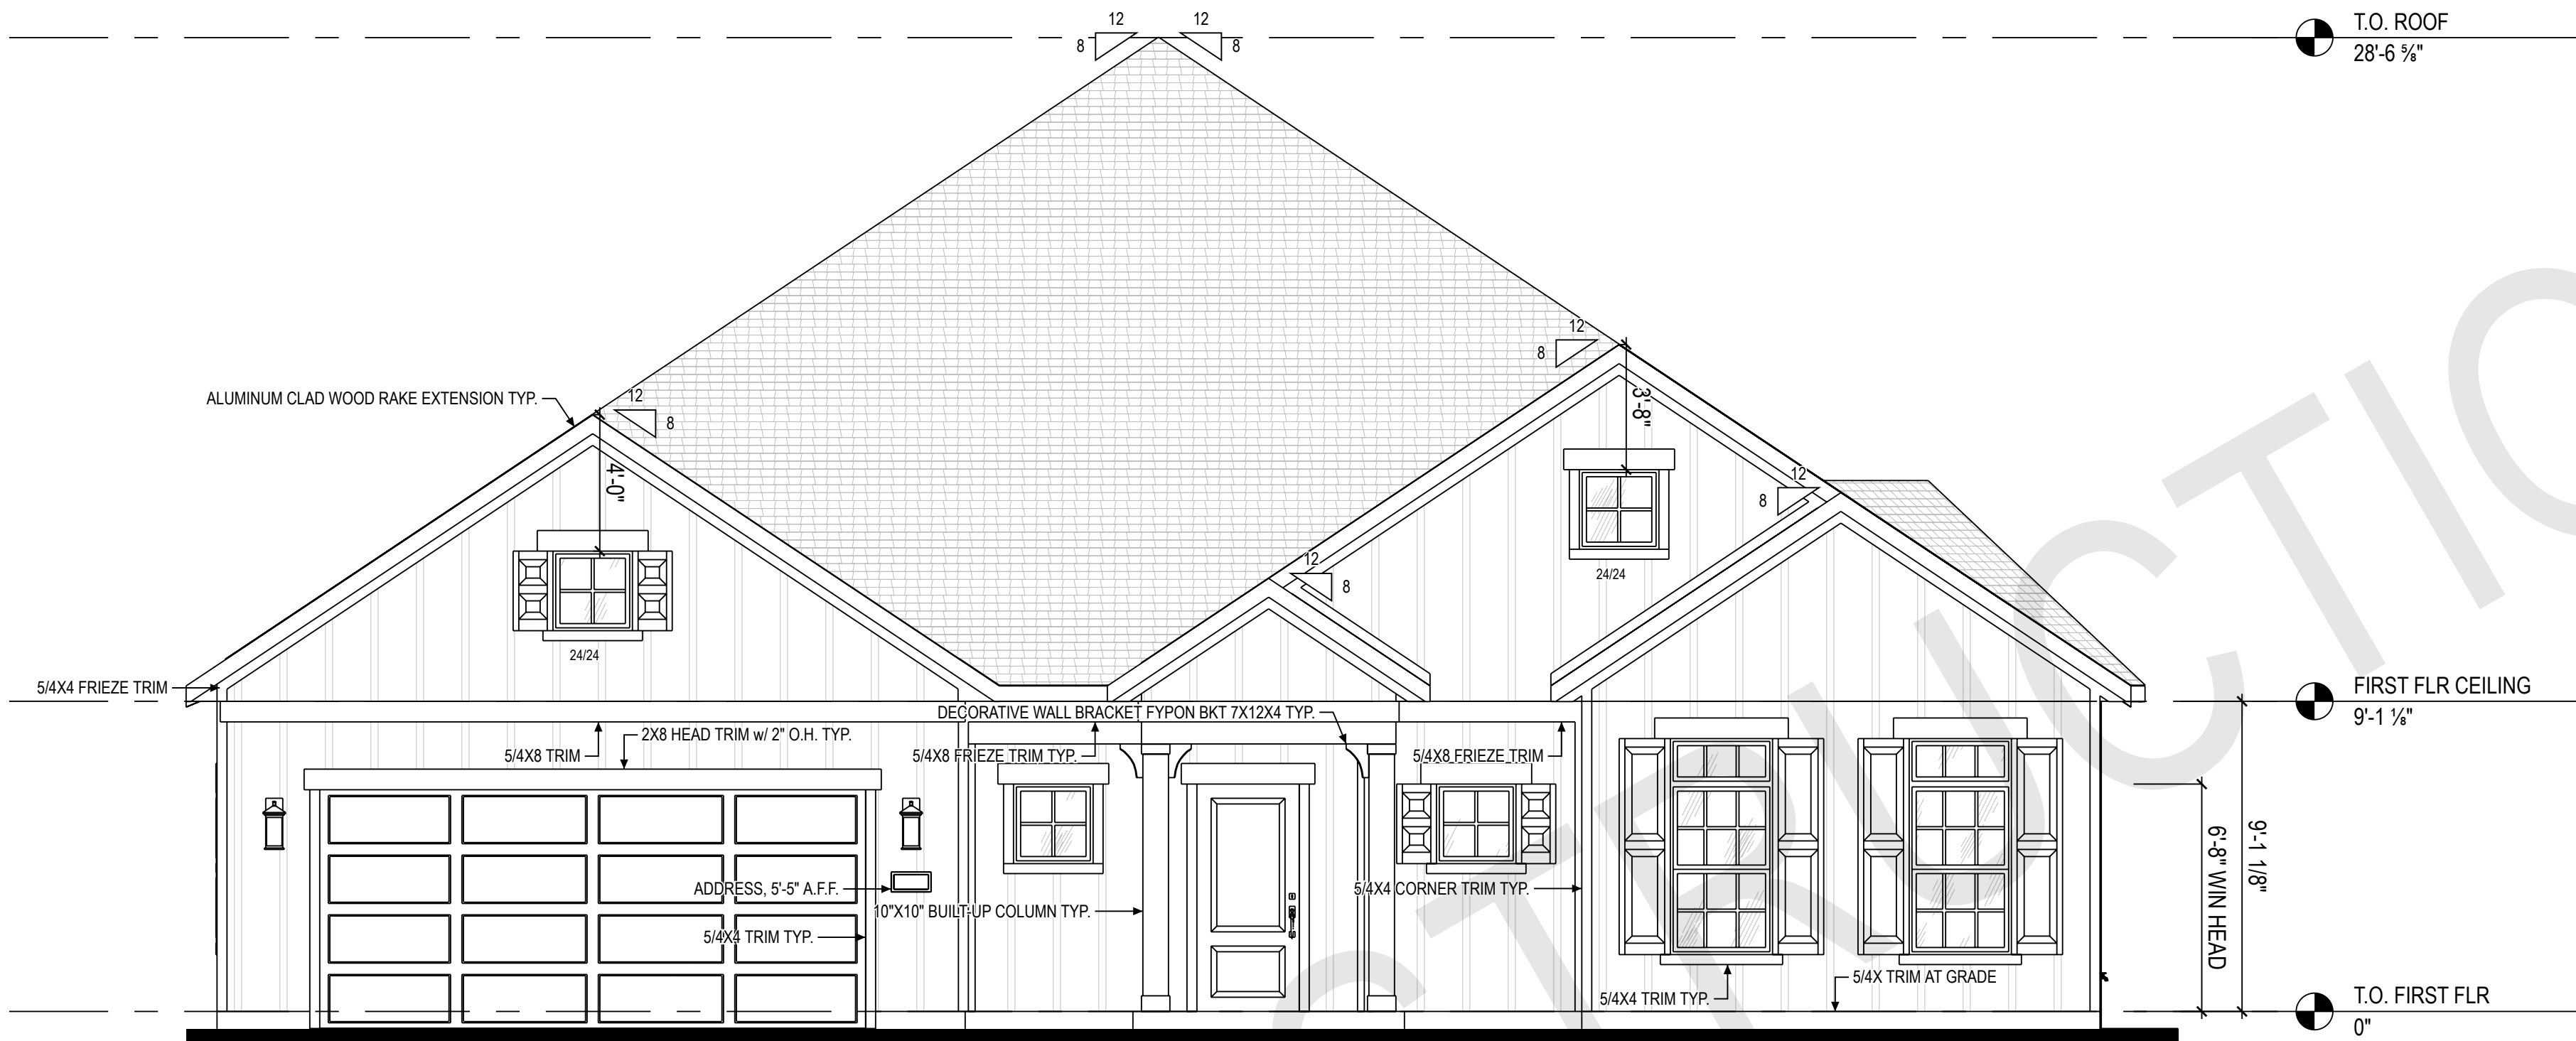 12
12
8
8
T.O. ROOF
28'-6 ⅝"
12
8
3'-8"
ALUMINUM CLAD WOOD RAKE EXTENSION TYP.
12
8
4'-0"
12
8
12
8
24/24
24/24
5/4X4 FRIEZE TRIM
FIRST FLR CEILING
9'-1 ⅛"
DECORATIVE WALL BRACKET FYPON BKT 7X12X4 TYP.
2X8 HEAD TRIM w/ 2" O.H. TYP.
5/4X8 TRIM
5/4X8 FRIEZE TRIM TYP.
5/4X8 FRIEZE TRIM
6'-8" WIN HEAD
9'-1 1/8"
ADDRESS, 5'-5" A.F.F.
5/4X4 CORNER TRIM TYP.
10"X10" BUILT-UP COLUMN TYP.
5/4X4 TRIM TYP.
5/4X TRIM AT GRADE
5/4X4 TRIM TYP.
T.O. FIRST FLR
0"
CTRUCTIO